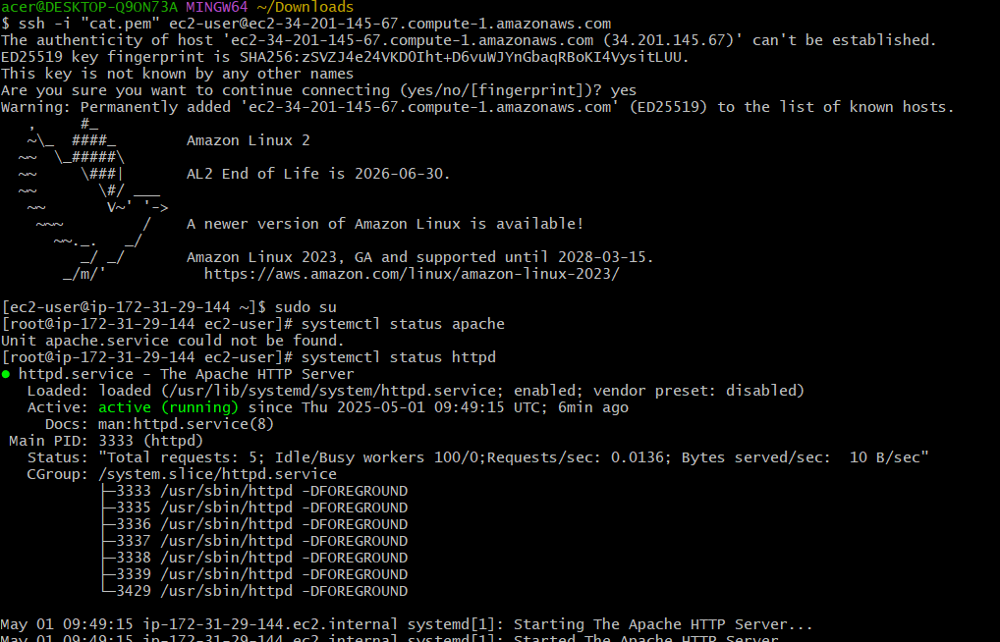 acer@DESKTOP-Q9ON73A MINGW64 ~/Downloads
$ ssh -i "cat.pem" ec2-user@ec2-34-201-145-67.compute-1.amazonaws.com
The authenticity of host 'ec2-34-201-145-67.compute-1.amazonaws.com (34.201.145.67)' can't be established.
ED25519 key fingerprint is SHA256:zSVZJ4e24VKDOIht+D6vuWJYnGbaqRBoKI4VysitLUU.
This key is not known by any other names
Are you sure you want to continue connecting (yes/no/[fingerprint])? yes
Warning: Permanently added 'ec2-34-201-145-67.compute-1.amazonaws.com' (ED25519) to the list of known hosts.
   ,     #_
   ~\_  ####_        Amazon Linux 2
  ~~  \_#####\
  ~~     \###|       AL2 End of Life is 2026-06-30.
  ~~       \#/ ___
   ~~       V~' '->
    ~~~         /    A newer version of Amazon Linux is available!
      ~~._.   _/
         _/ _/       Amazon Linux 2023, GA and supported until 2028-03-15.
       _/m/'           https://aws.amazon.com/linux/amazon-linux-2023/
[ec2-user@ip-172-31-29-144 ~]$ sudo su
[root@ip-172-31-29-144 ec2-user]# systemctl status apache
Unit apache.service could not be found.
[root@ip-172-31-29-144 ec2-user]# systemctl status httpd
● httpd.service - The Apache HTTP Server
   Loaded: loaded (/usr/lib/systemd/system/httpd.service; enabled; vendor preset: disabled)
   Active: active (running) since Thu 2025-05-01 09:49:15 UTC; 6min ago
     Docs: man:httpd.service(8)
 Main PID: 3333 (httpd)
   Status: "Total requests: 5; Idle/Busy workers 100/0;Requests/sec: 0.0136; Bytes served/sec:  10 B/sec"
   CGroup: /system.slice/httpd.service
           ├─3333 /usr/sbin/httpd -DFOREGROUND
           ├─3335 /usr/sbin/httpd -DFOREGROUND
           ├─3336 /usr/sbin/httpd -DFOREGROUND
           ├─3337 /usr/sbin/httpd -DFOREGROUND
           ├─3338 /usr/sbin/httpd -DFOREGROUND
           ├─3339 /usr/sbin/httpd -DFOREGROUND
           └─3429 /usr/sbin/httpd -DFOREGROUND
May 01 09:49:15 ip-172-31-29-144.ec2.internal systemd[1]: Starting The Apache HTTP Server...
May 01 09:49:15 ip-172-31-29-144.ec2.internal systemd[1]: Started The Apache HTTP Server